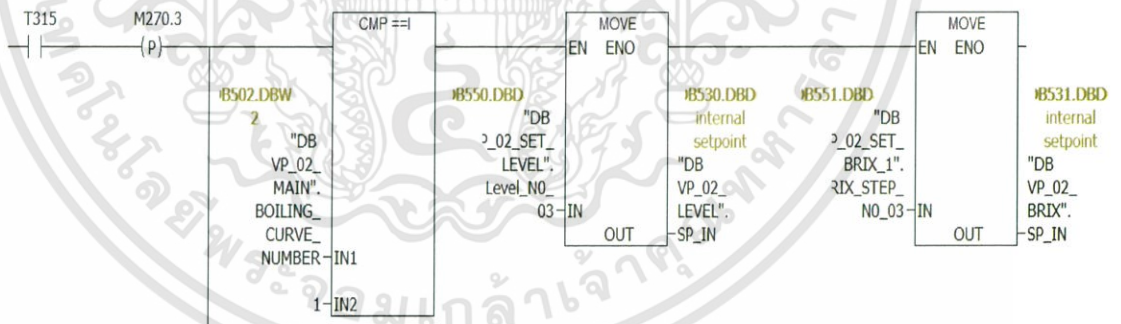 T315
M270.3
(P)
CMP ==I
MOVE
EN ENO
MOVE
EN ENO
B502.DBW
2
"DB
VP_02_
MAIN".
BOILING_
CURVE_
NUMBER
IN1
1
IN2
B550.DBD
"DB
P_02_SET_
LEVEL".
Level_N0_
03
IN
OUT
B530.DBD
internal
setpoint
"DB
VP_02_
LEVEL".
SP_IN
B551.DBD
"DB
P_02_SET_
BRIX_1".
RIX_STEP_
N0_03
IN
OUT
B531.DBD
internal
setpoint
"DB
VP_02_
BRIX".
SP_IN